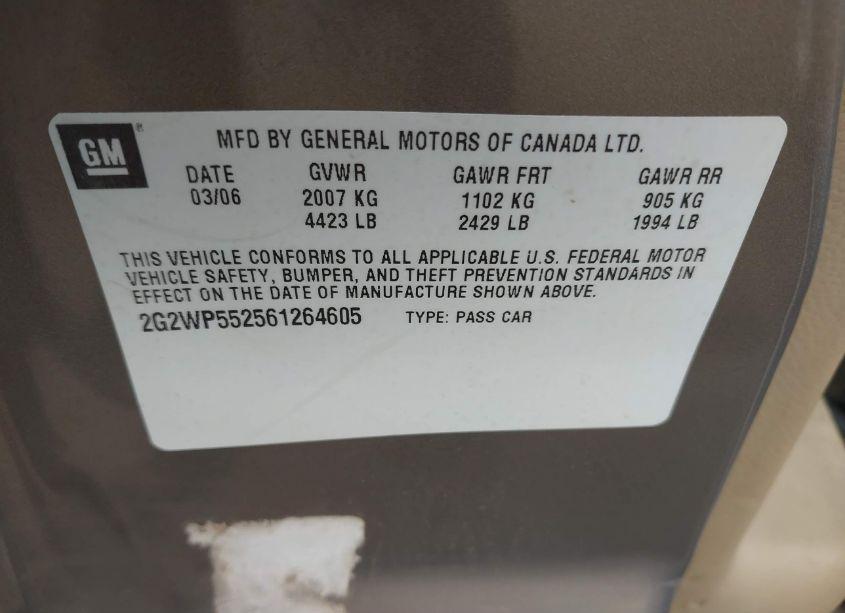 GM® MFD BY GENERAL MOTORS OF CANADA LTD.
DATE GVWR GAWR FRT GAWR RR
03/06 2007 KG 1102 KG 905 KG
4423 LB 2429 LB 1994 LB
THIS VEHICLE CONFORMS TO ALL APPLICABLE U.S. FEDERAL MOTOR
VEHICLE SAFETY, BUMPER, AND THEFT PREVENTION STANDARDS IN
EFFECT ON THE DATE OF MANUFACTURE SHOWN ABOVE.
2G2WP552561264605 TYPE: PASS CAR